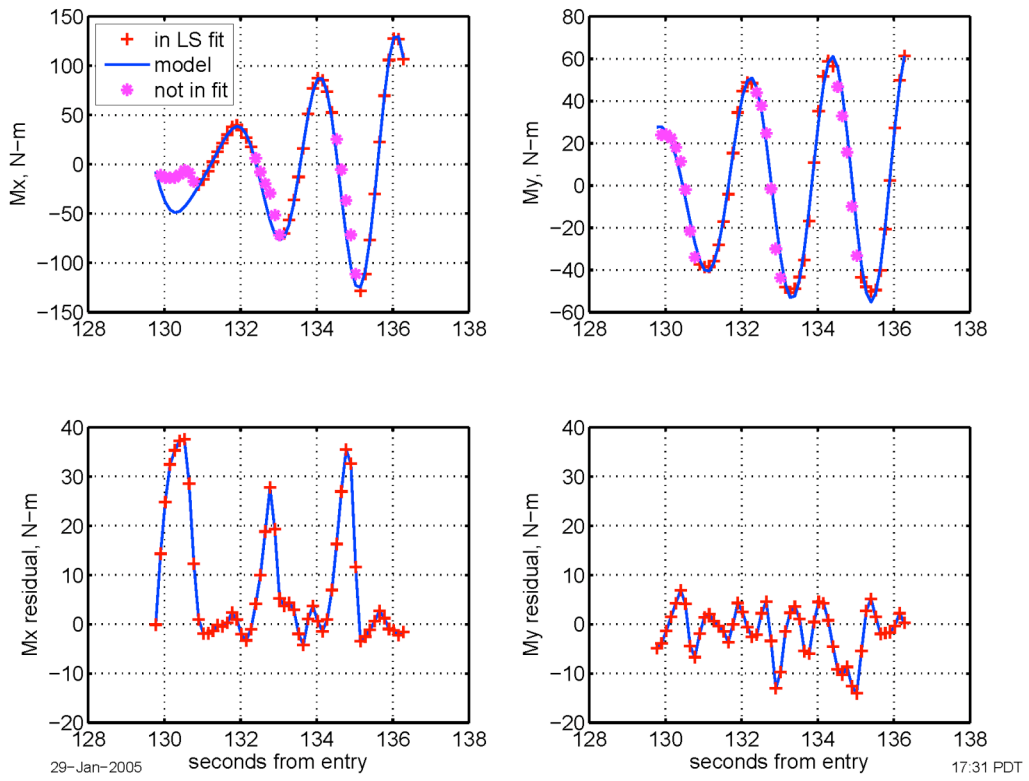 150
100
50
0
−50
−100
−150
Mx, N−m
in LS fit
model
not in fit
128 130 132 134 136 138
80
60
40
20
0
−20
−40
−60
My, N−m
128 130 132 134 136 138
40
30
20
10
0
−10
−20
Mx residual, N−m
128 130 132 134 136 138
seconds from entry
40
30
20
10
0
−10
−20
My residual, N−m
128 130 132 134 136 138
seconds from entry
29−Jan−2005
17:31 PDT